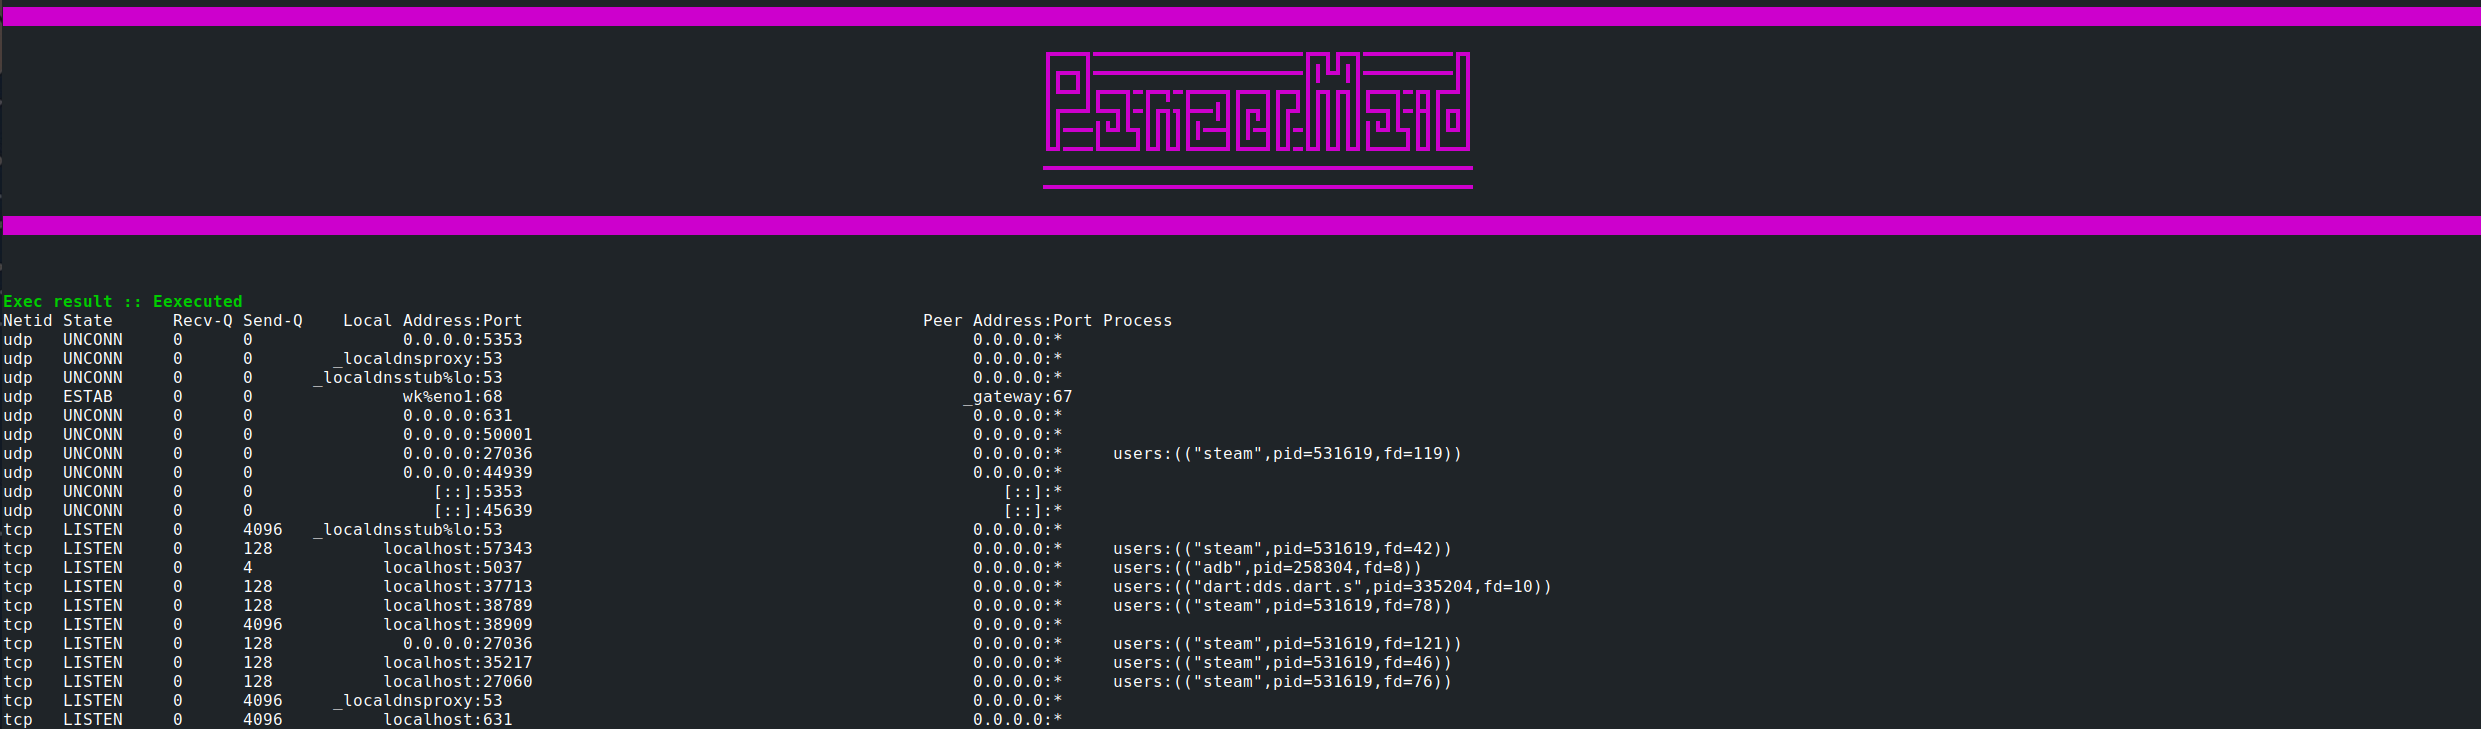 Exec result :: Eexecuted
Netid State Recv-Q Send-Q Local Address:Port Peer Address:Port Process
udp UNCONN 0 0 0.0.0.0:5353 0.0.0.0:*
udp UNCONN 0 0 _localdnsproxy:53 0.0.0.0:*
udp UNCONN 0 0 _localdnsstub%lo:53 0.0.0.0:*
udp ESTAB 0 0 wk%eno1:68 _gateway:67
udp UNCONN 0 0 0.0.0.0:631 0.0.0.0:*
udp UNCONN 0 0 0.0.0.0:50001 0.0.0.0:*
udp UNCONN 0 0 0.0.0.0:27036 0.0.0.0:* users:(("steam",pid=531619,fd=119))
udp UNCONN 0 0 0.0.0.0:44939 0.0.0.0:*
udp UNCONN 0 0 [::]:5353 [::]:*
udp UNCONN 0 0 [::]:45639 [::]:*
tcp LISTEN 0 4096 _localdnsstub%lo:53 0.0.0.0:*
tcp LISTEN 0 128 localhost:57343 0.0.0.0:* users:(("steam",pid=531619,fd=42))
tcp LISTEN 0 4 localhost:5037 0.0.0.0:* users:(("adb",pid=258304,fd=8))
tcp LISTEN 0 128 localhost:37713 0.0.0.0:* users:(("dart:dds.dart.s",pid=335204,fd=10))
tcp LISTEN 0 128 localhost:38789 0.0.0.0:* users:(("steam",pid=531619,fd=78))
tcp LISTEN 0 4096 localhost:38909 0.0.0.0:*
tcp LISTEN 0 128 0.0.0.0:27036 0.0.0.0:* users:(("steam",pid=531619,fd=121))
tcp LISTEN 0 128 localhost:35217 0.0.0.0:* users:(("steam",pid=531619,fd=46))
tcp LISTEN 0 128 localhost:27060 0.0.0.0:* users:(("steam",pid=531619,fd=76))
tcp LISTEN 0 4096 _localdnsproxy:53 0.0.0.0:*
tcp LISTEN 0 4096 localhost:631 0.0.0.0:*